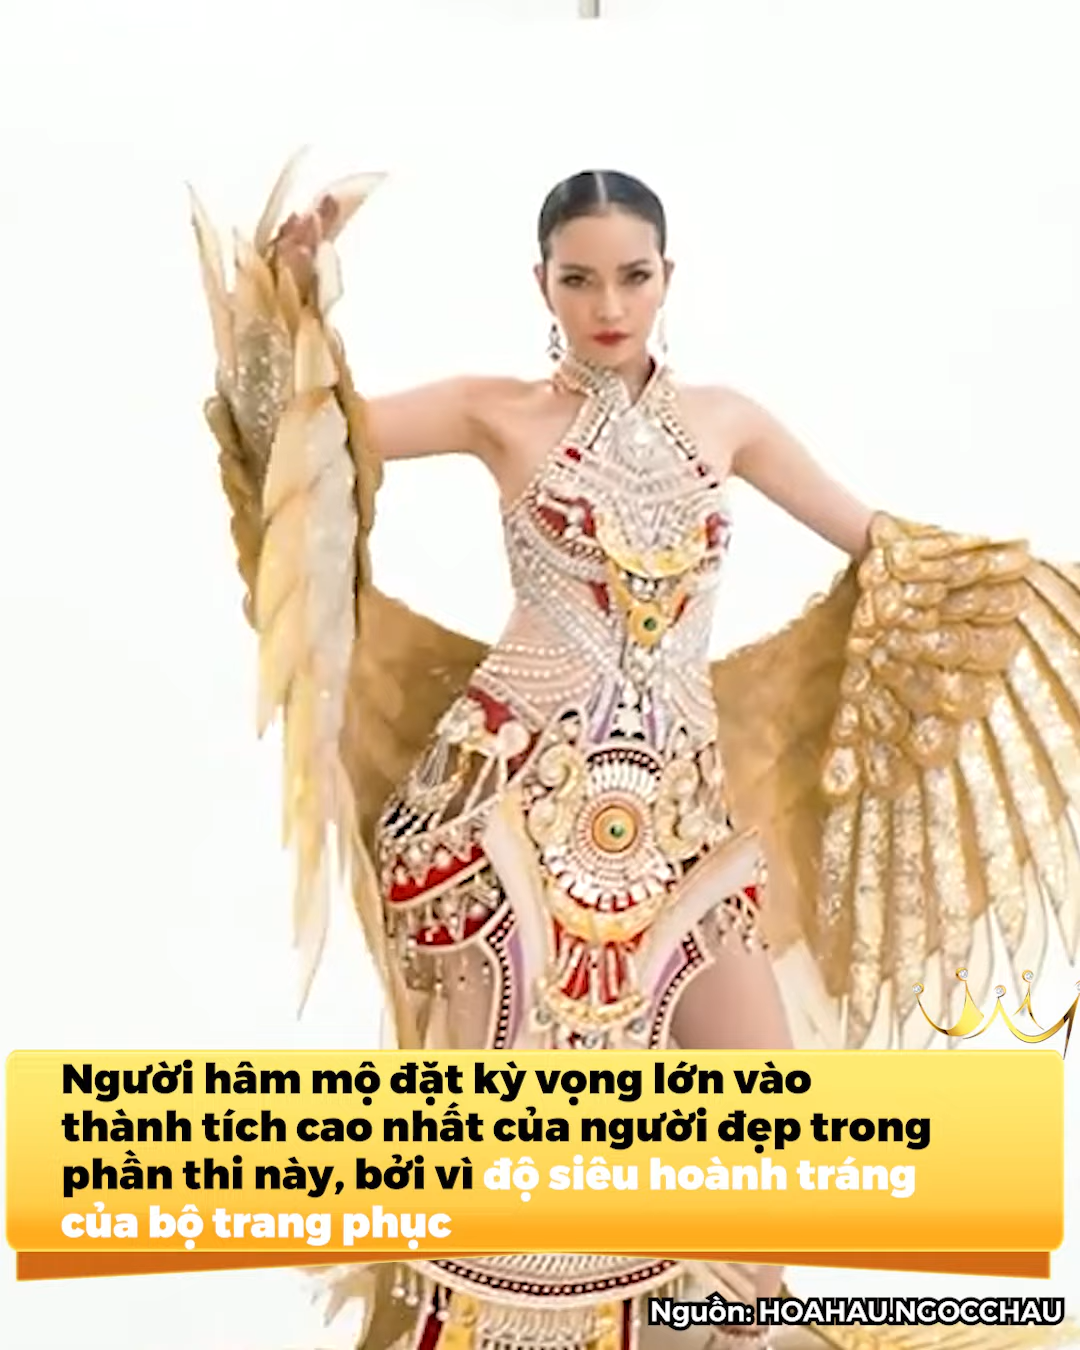 Người hâm mộ đặt kỳ vọng lớn vào
thành tích cao nhất của người đẹp trong
phần thi này, bởi vì độ siêu hoành tráng
của bộ trang phục
Nguồn: HOAHAU.NGOCCHAU